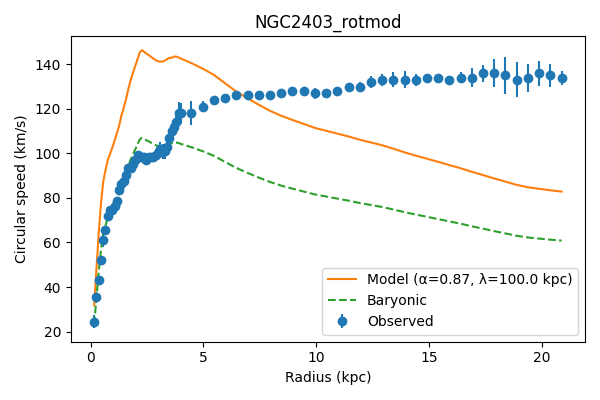 NGC2403_rotmod
Circular speed (km/s)
140
120
100
80
60
40
20
0
5
10
15
20
Radius (kpc)
Model (α=0.87, λ=100.0 kpc)
Baryonic
Observed